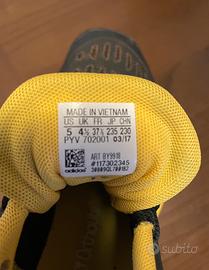 MADE IN VIETNAM
US UK FR JP CHN
5 4½ 37⅓ 235 230
PYV 702001 03/17
ART BY9918
#117302345
adidas
subito